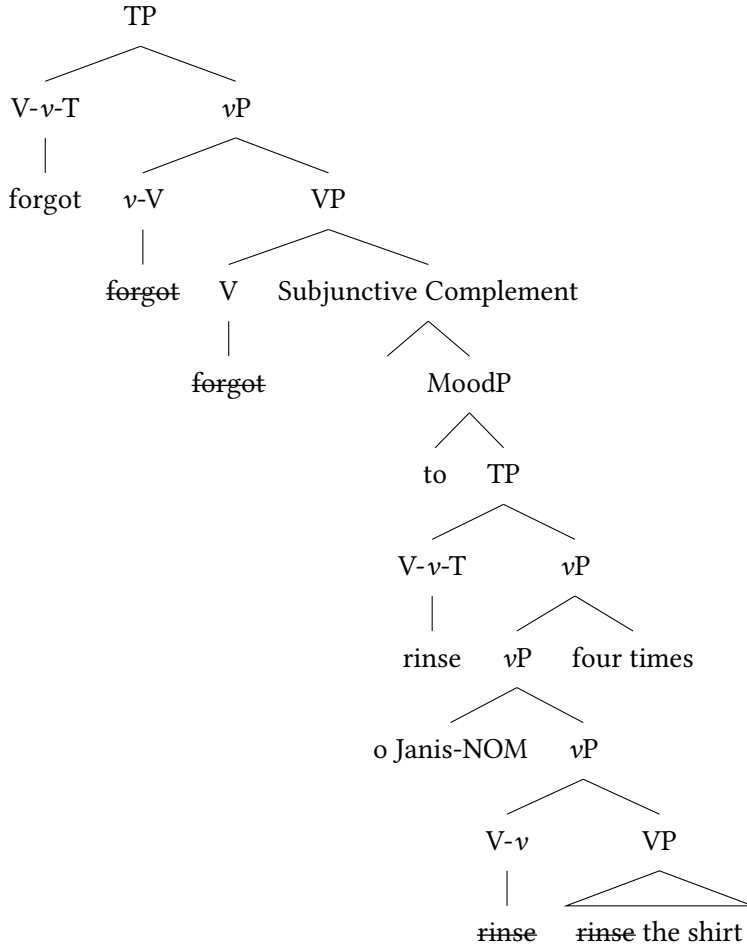 TP
V-v-T vP
forgot v-V VP
forgot V Subjunctive Complement
forgot MoodP
to TP
V-v-T vP
rinse vP four times
o Janis-NOM vP
V-v VP
rinse rinse the shirt